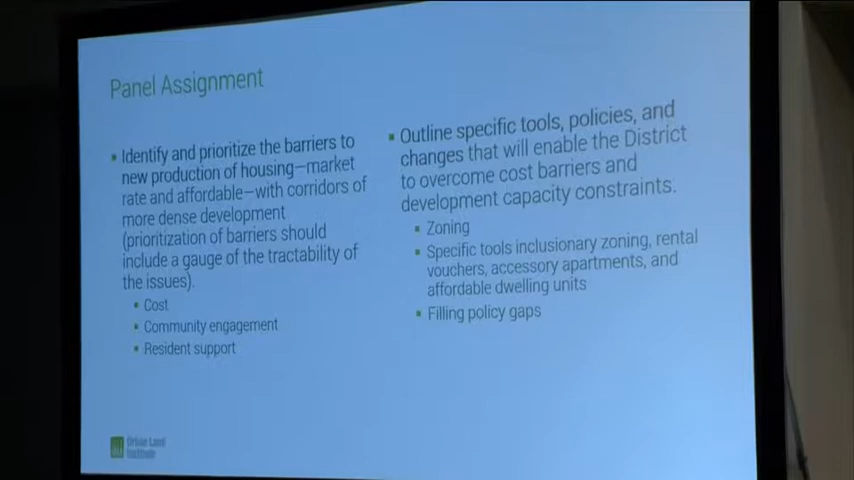 Panel Assignment
▪ Identify and prioritize the barriers to
new production of housing—market
rate and affordable—with corridors of
more dense development
(prioritization of barriers should
include a gauge of the tractability of
the issues).
▪ Cost
▪ Community engagement
▪ Resident support
▪ Outline specific tools, policies, and
changes that will enable the District
to overcome cost barriers and
development capacity constraints.
▪ Zoning
▪ Specific tools inclusionary zoning, rental
vouchers, accessory apartments, and
affordable dwelling units
▪ Filling policy gaps
Urban Land
Institute